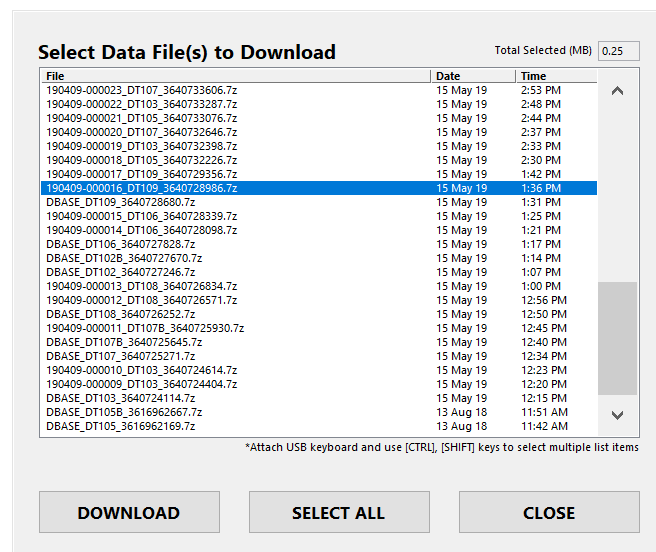 Select Data File(s) to Download Total Selected (MB) 0.25
File Date Time
190409-000023_DT107_3640733606.7z 15 May 19 2:53 PM
190409-000022_DT103_3640733287.7z 15 May 19 2:48 PM
190409-000021_DT105_3640733076.7z 15 May 19 2:44 PM
190409-000020_DT107_3640732646.7z 15 May 19 2:37 PM
190409-000019_DT103_3640732398.7z 15 May 19 2:33 PM
190409-000018_DT105_3640732226.7z 15 May 19 2:30 PM
190409-000017_DT109_3640729356.7z 15 May 19 1:42 PM
190409-000016_DT109_3640728986.7z 15 May 19 1:36 PM
DBASE_DT109_3640728680.7z 15 May 19 1:31 PM
190409-000015_DT106_3640728339.7z 15 May 19 1:25 PM
190409-000014_DT106_3640728098.7z 15 May 19 1:21 PM
DBASE_DT106_3640727828.7z 15 May 19 1:17 PM
DBASE_DT102B_3640727670.7z 15 May 19 1:14 PM
DBASE_DT102_3640727246.7z 15 May 19 1:07 PM
190409-000013_DT108_3640726834.7z 15 May 19 1:00 PM
190409-000012_DT108_3640726571.7z 15 May 19 12:56 PM
DBASE_DT108_3640726252.7z 15 May 19 12:50 PM
190409-000011_DT107B_3640725930.7z 15 May 19 12:45 PM
DBASE_DT107B_3640725645.7z 15 May 19 12:40 PM
DBASE_DT107_3640725271.7z 15 May 19 12:34 PM
190409-000010_DT103_3640724614.7z 15 May 19 12:23 PM
190409-000009_DT103_3640724404.7z 15 May 19 12:20 PM
DBASE_DT103_3640724114.7z 15 May 19 12:15 PM
DBASE_DT105B_3616962667.7z 13 Aug 18 11:51 AM
DBASE_DT105_3616962169.7z 13 Aug 18 11:42 AM
*Attach USB keyboard and use [CTRL], [SHIFT] keys to select multiple list items
DOWNLOAD SELECT ALL CLOSE